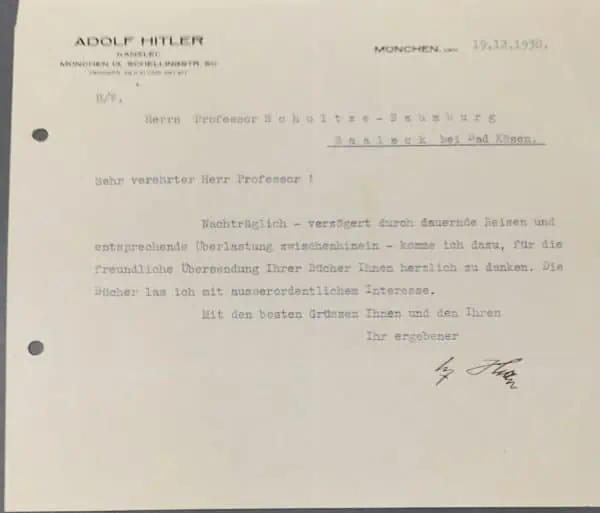 ADOLF HITLER
KANZLEI
MÜNCHEN 13, SCHELLINGSTR. 50
MÜNCHEN, DEN 19.12.1930.
H/W.
Herrn Professor Schultze - Naumburg
Saaleck bei Bad Kösen.
Sehr verehrter Herr Professor !
Nachträglich - verzögert durch dauernde Reisen und
entsprechende Überlastung zwischenhinein - komme ich dazu, für die
freundliche Übersendung Ihrer Bücher Ihnen herzlich zu danken. Die
Bücher las ich mit ausserordentlichem Interesse.
Mit den besten Grüssen Ihnen und den Ihren
Ihr ergebener